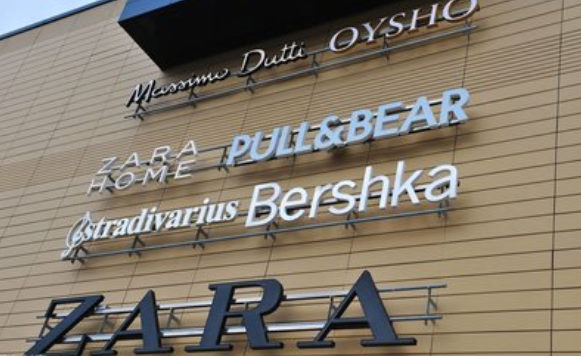 Massimo Dutti OYSHO
ZARA HOME PULL&BEAR
stradivarius Bershka
ZARA